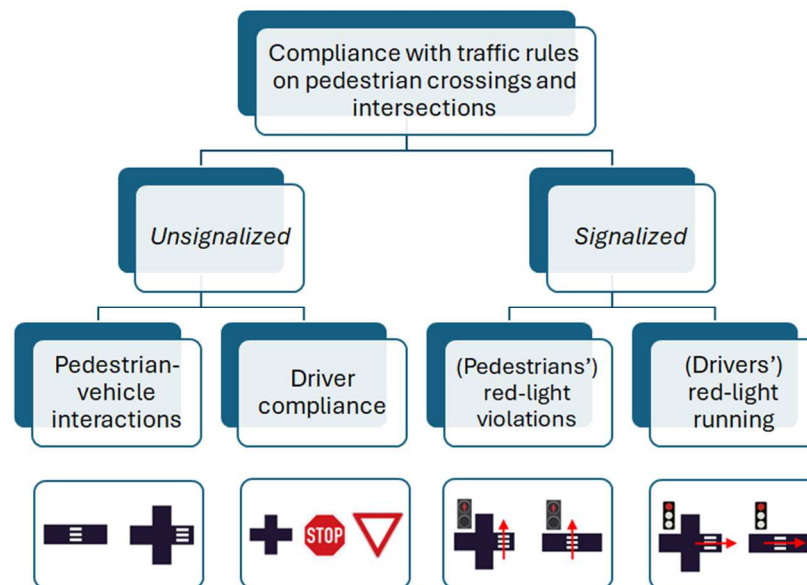 Compliance with traffic rules
on pedestrian crossings and
intersections
Unsignalized
Signalized
Pedestrian-
vehicle
interactions
Driver
compliance
(Pedestrians’)
red-light
violations
(Drivers’)
red-light
running
STOP